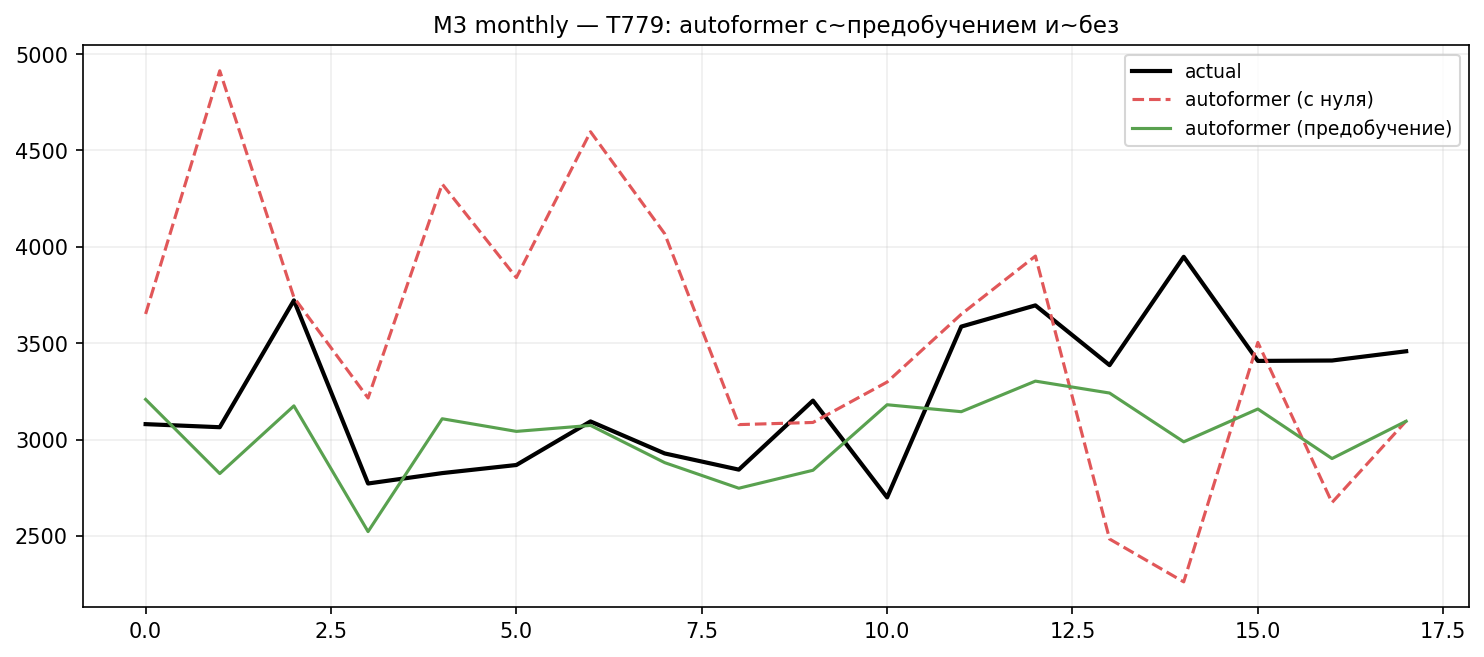 M3 monthly — T779: autoformer с~предобучением и~без
5000
4500
4000
3500
3000
2500
actual
autoformer (с нуля)
autoformer (предобучение)
0.0 2.5 5.0 7.5 10.0 12.5 15.0 17.5